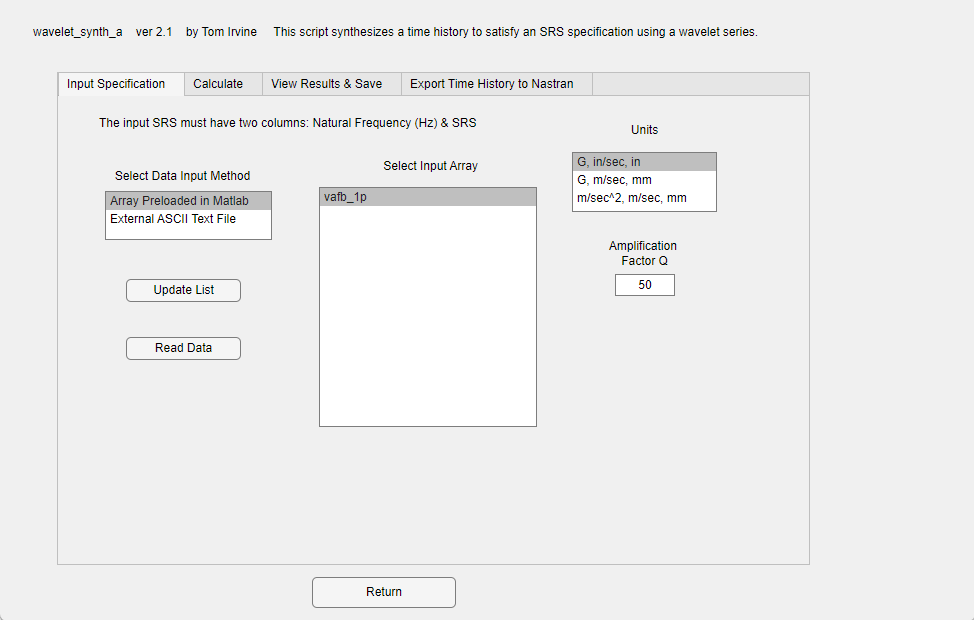 wavelet_synth_a   ver 2.1   by Tom Irvine   This script synthesizes a time history to satisfy an SRS specification using a wavelet series.
Input Specification
Calculate
View Results & Save
Export Time History to Nastran
The input SRS must have two columns: Natural Frequency (Hz) & SRS
Units
Select Data Input Method
Select Input Array
G, in/sec, in
G, m/sec, mm
m/sec^2, m/sec, mm
Array Preloaded in Matlab
External ASCII Text File
vafb_1p
Amplification
Factor Q
50
Update List
Read Data
Return